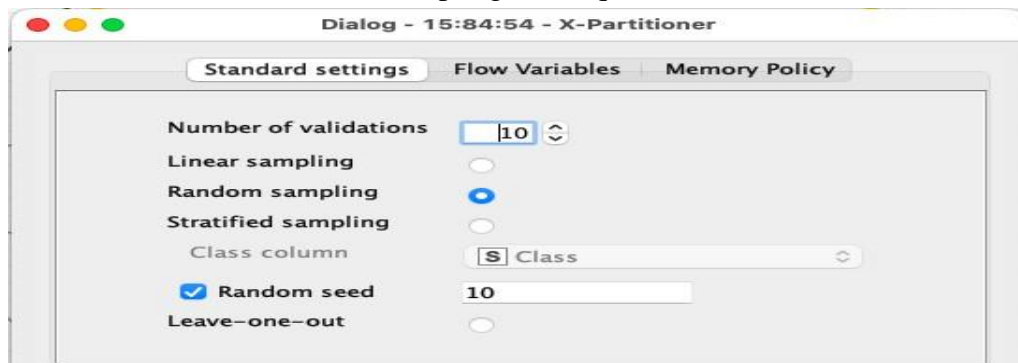 Dialog - 15:84:54 - X-Partitioner
Standard settings Flow Variables Memory Policy
Number of validations 10
Linear sampling
Random sampling
Stratified sampling
Class column S Class
Random seed 10
Leave-one-out